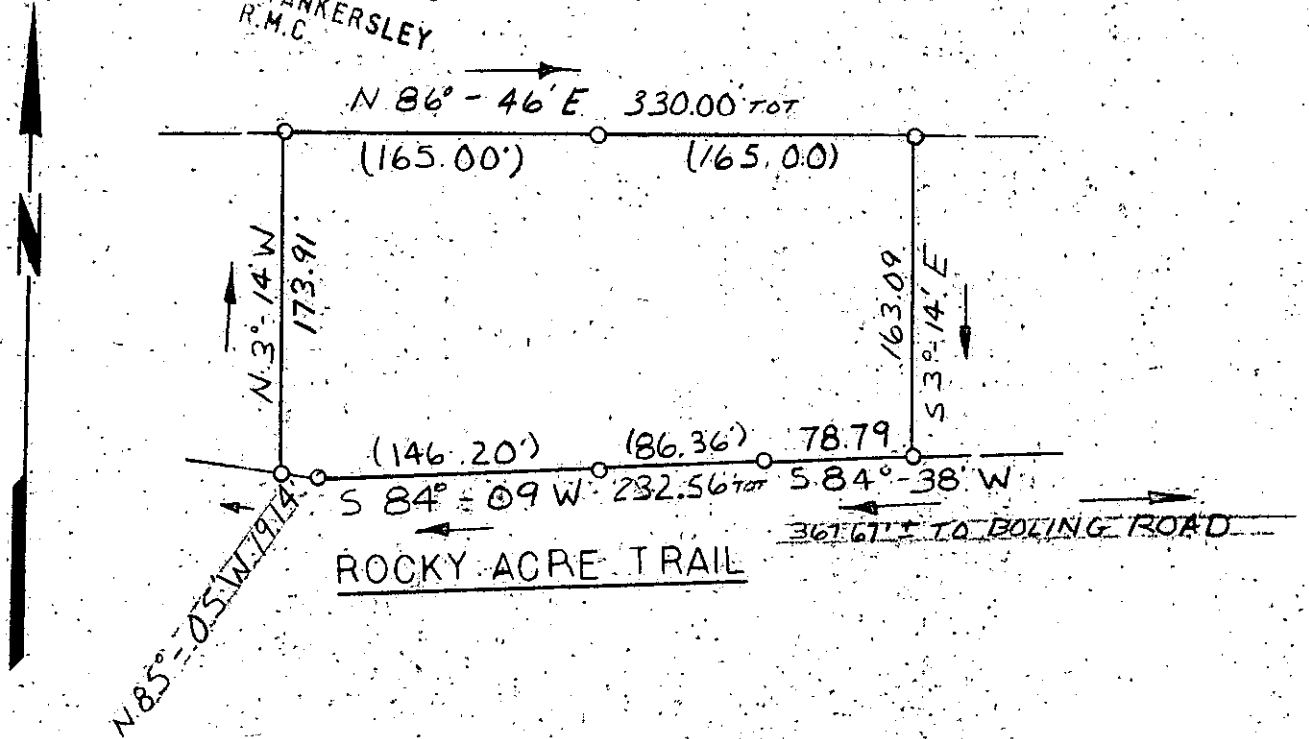 ANKERSLEY
R.M.C.
N 86° - 46' E 330.00' TOT
(165.00')
(165.00)
N
N. 3° - 14' W
173.91'
163.09
S 3° - 14' E
(146.20')
(86.36')
78.79
S 84° - 09 W 232.56 TOT S 84° - 38' W
367.67' ± TO BOLING ROAD
ROCKY ACRE TRAIL
N. 85° - 05' W. 19.14